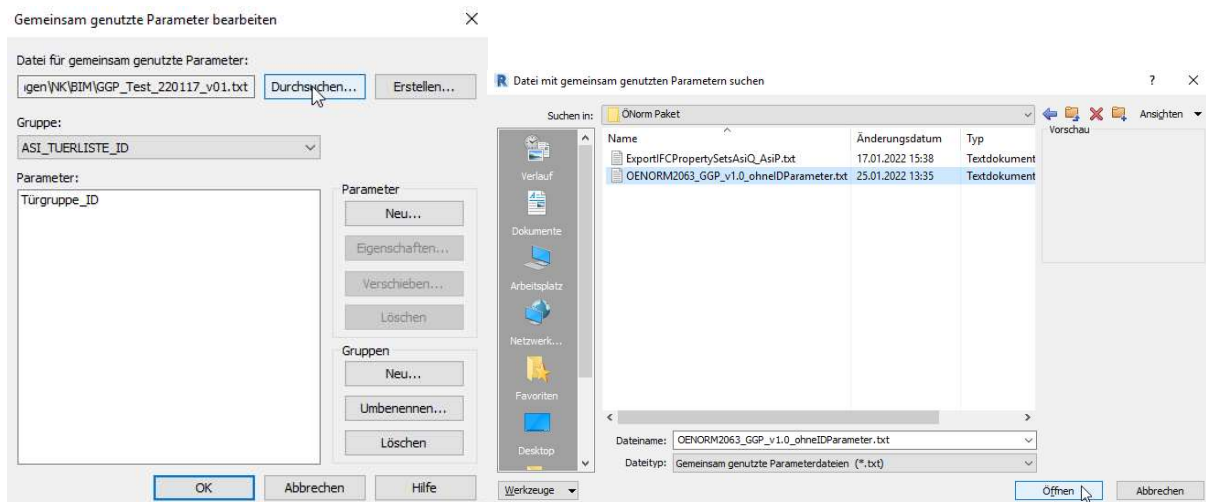 Gemeinsam genutzte Parameter bearbeiten
Datei für gemeinsam genutzte Parameter:
ıgen\NK\BIM\GGP_Test_220117_v01.txt
Durchsuchen...
Erstellen...
Gruppe:
ASI_TUERLISTE_ID
Parameter:
Türgruppe_ID
Parameter
Neu...
Eigenschaften...
Verschieben...
Löschen
Gruppen
Neu...
Umbenennen...
Löschen
OK
Abbrechen
Hilfe
Datei mit gemeinsam genutzten Parametern suchen
?
Suchen in:
ÖNorm Paket
Ansichten
Verlauf
Dokumente
Arbeitsplatz
Netzwerk...
Favoriten
Desktop
Name Änderungsdatum Typ
ExportIFCPropertySetsAsiQ_AsiP.txt 17.01.2022 15:38 Textdokument
OENORM2063_GGP_v1.0_ohneIDParameter.txt 25.01.2022 13:35 Textdokument
Vorschau
Dateiname: OENORM2063_GGP_v1.0_ohneIDParameter.txt
Dateityp: Gemeinsam genutzte Parameterdateien (*.txt)
Werkzeuge
Öffnen
Abbrechen